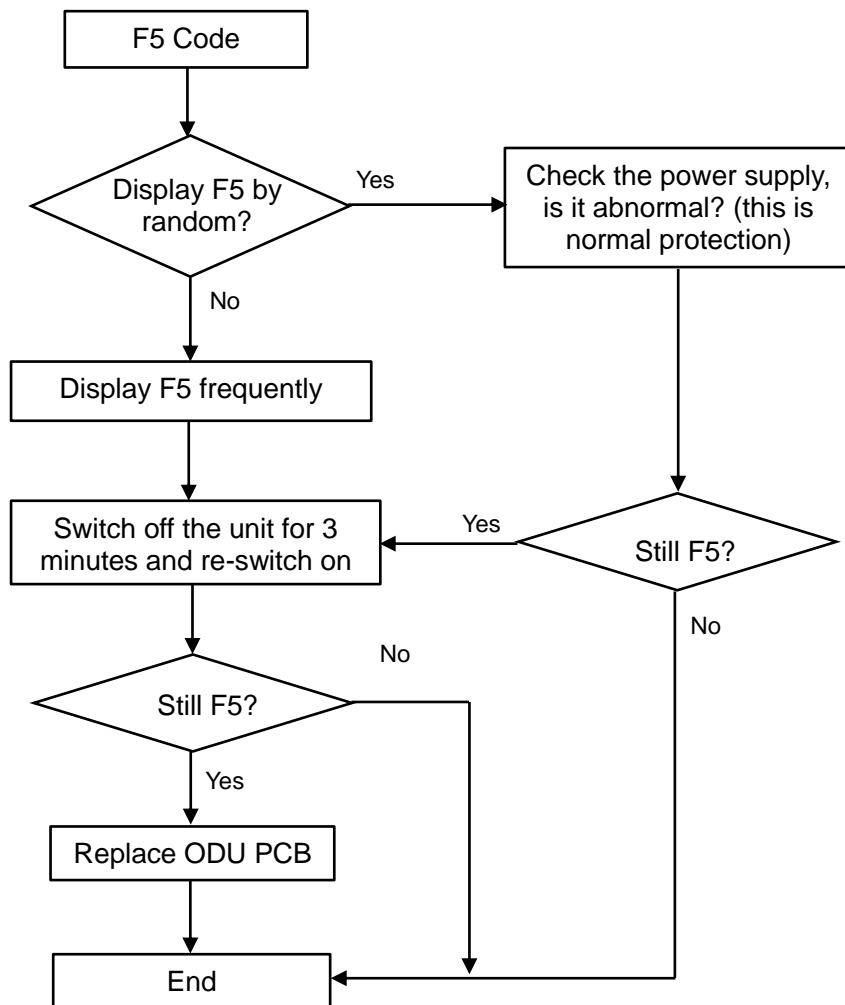 F5 Code
Display F5 by
random?
Yes
Check the power supply,
is it abnormal? (this is
normal protection)
No
Display F5 frequently
Switch off the unit for 3
minutes and re-switch on
Yes
Still F5?
No
No
Still F5?
Yes
Replace ODU PCB
End